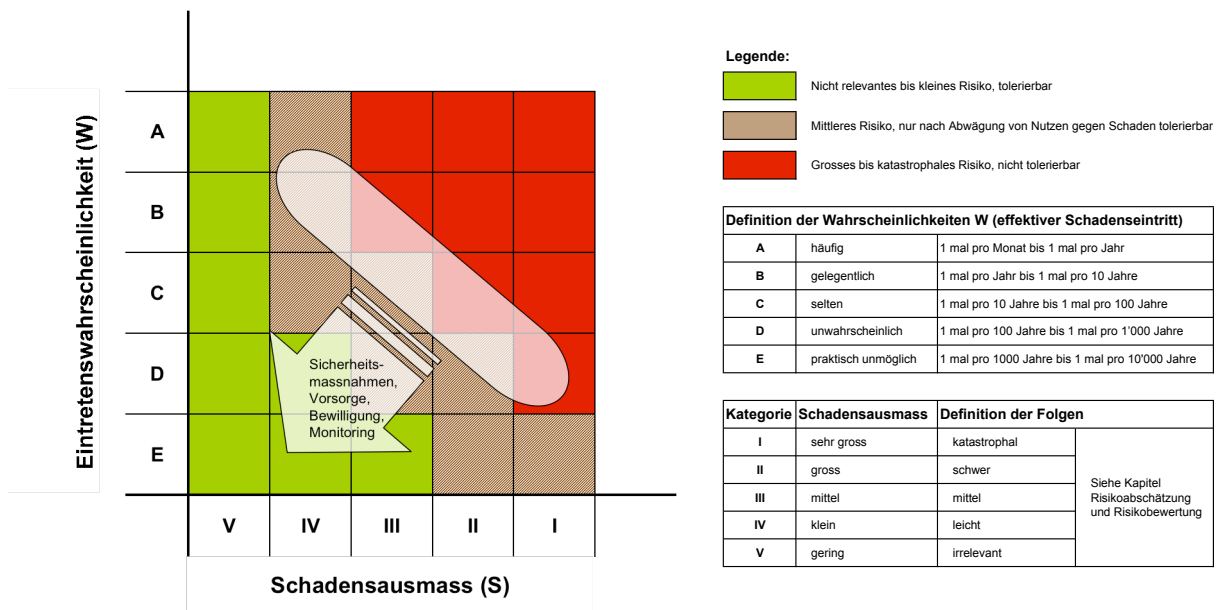 Eintretenswahrscheinlichkeit (W)
A
B
C
D
E
Sicherheits-
massnahmen,
Vorsorge,
Bewilligung,
Monitoring
V IV III II I
Schadensausmass (S)
Legende:
Nicht relevantes bis kleines Risiko, tolerierbar
Mittleres Risiko, nur nach Abwägung von Nutzen gegen Schaden tolerierbar
Grosses bis katastrophales Risiko, nicht tolerierbar
Definition der Wahrscheinlichkeiten W (effektiver Schadenseintritt)
A häufig 1 mal pro Monat bis 1 mal pro Jahr
B gelegentlich 1 mal pro Jahr bis 1 mal pro 10 Jahre
C selten 1 mal pro 10 Jahre bis 1 mal pro 100 Jahre
D unwahrscheinlich 1 mal pro 100 Jahre bis 1 mal pro 1'000 Jahre
E praktisch unmöglich 1 mal pro 1000 Jahre bis 1 mal pro 10'000 Jahre
Kategorie Schadensausmass Definition der Folgen
I sehr gross katastrophal
II gross schwer
III mittel mittel
IV klein leicht
V gering irrelevant
Siehe Kapitel
Risikoabschätzung
und Risikobewertung